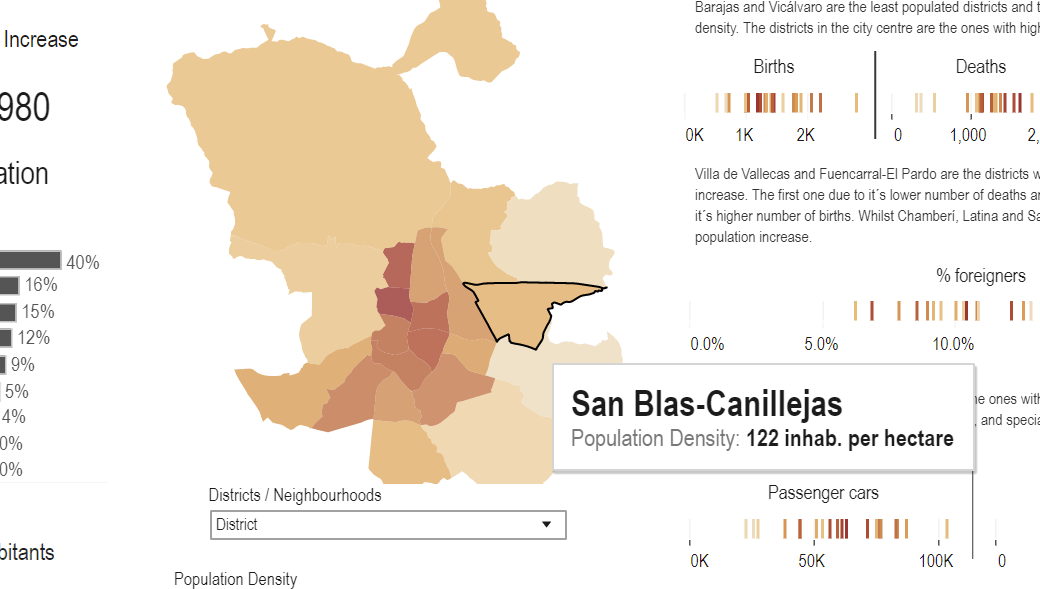 Increase
980
ation
40%
16%
15%
12%
9%
5%
4%
0%
0%
bitants
San Blas-Canillejas
Population Density: 122 inhab. per hectare
Districts / Neighbourhoods
District
Population Density
Barajas and Vicálvaro are the least populated districts and t
density. The districts in the city centre are the ones with high
Births
Deaths
0K 1K 2K
0 1,000 2,
Villa de Vallecas and Fuencarral-El Pardo are the districts w
increase. The first one due to it´s lower number of deaths an
it´s higher number of births. Whilst Chamberí, Latina and Sa
population increase.
% foreigners
0.0% 5.0% 10.0%
he ones with
, and specia
Passenger cars
0K 50K 100K 0